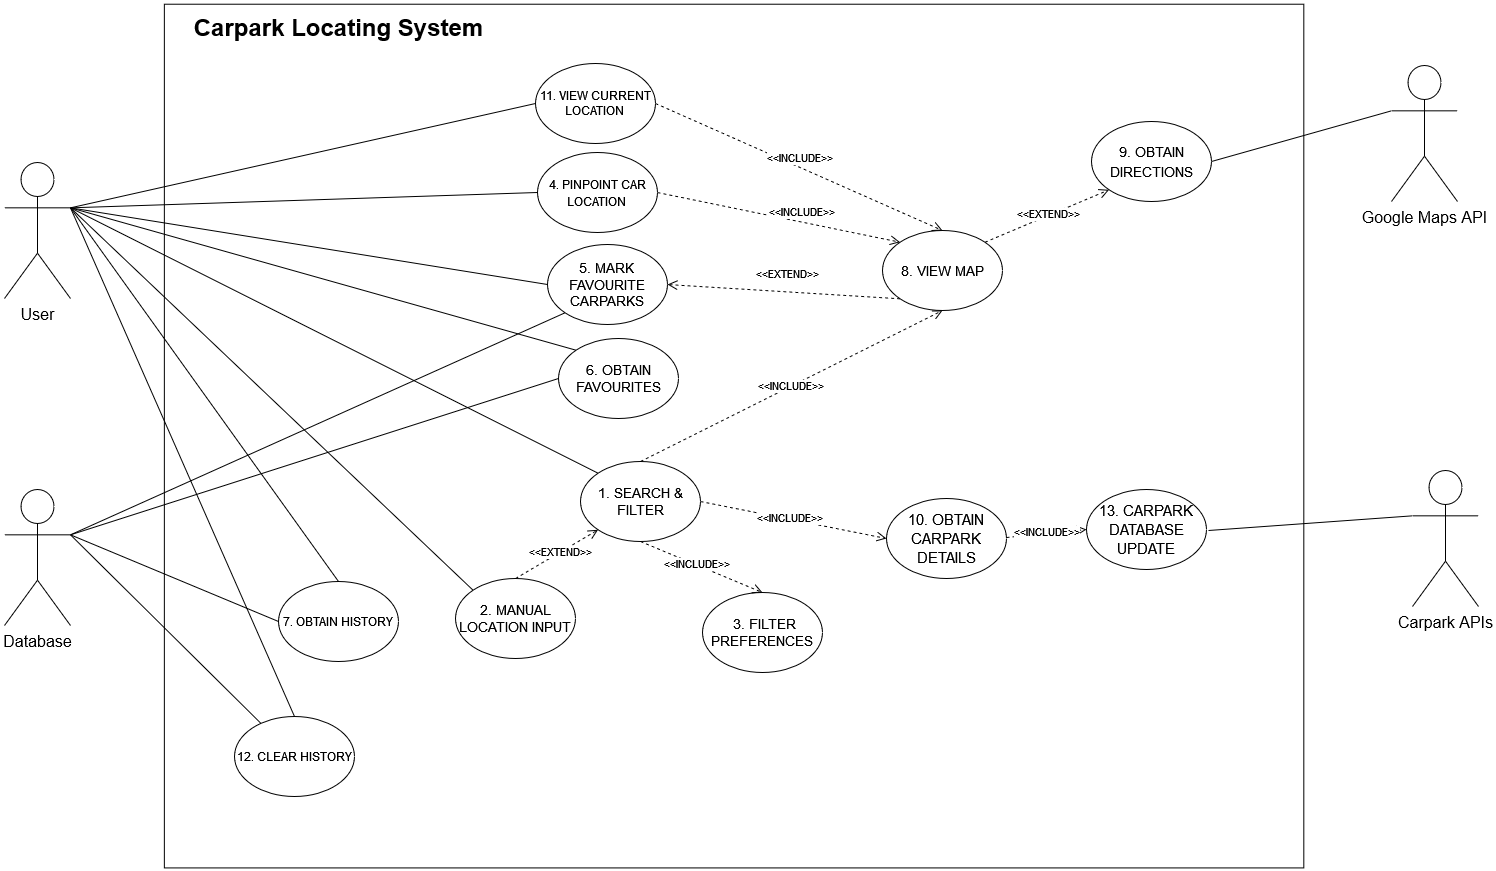 Carpark Locating System
11. VIEW CURRENT
LOCATION
<<INCLUDE>>
9. OBTAIN
DIRECTIONS
4. PINPOINT CAR
LOCATION
<<INCLUDE>>
<<EXTEND>>
Google Maps API
5. MARK
FAVOURITE
CARPARKS
<<EXTEND>>
8. VIEW MAP
User
6. OBTAIN
FAVOURITES
<<INCLUDE>>
1. SEARCH &
FILTER
<<INCLUDE>>
10. OBTAIN
CARPARK
DETAILS
<<INCLUDE>>
13. CARPARK
DATABASE
UPDATE
<<EXTEND>>
<<INCLUDE>>
Carpark APIs
Database
7. OBTAIN HISTORY
2. MANUAL
LOCATION INPUT
3. FILTER
PREFERENCES
12. CLEAR HISTORY